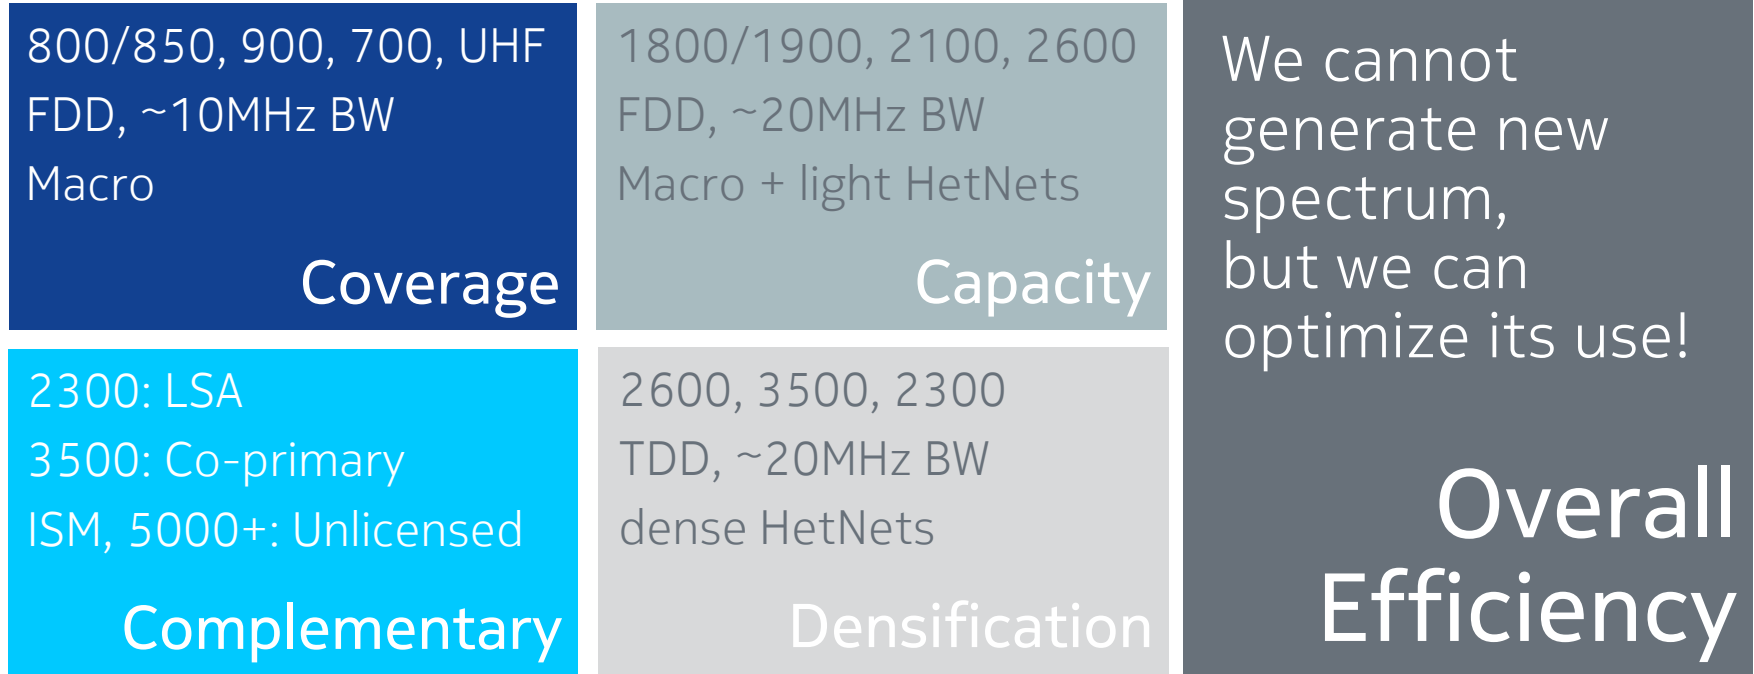 800/850, 900, 700, UHF
FDD, ~10MHz BW
Macro
Coverage
1800/1900, 2100, 2600
FDD, ~20MHz BW
Macro + light HetNets
Capacity
2300: LSA
3500: Co-primary
ISM, 5000+: Unlicensed
Complementary
2600, 3500, 2300
TDD, ~20MHz BW
dense HetNets
Densification
We cannot
generate new
spectrum,
but we can
optimize its use!
Overall
Efficiency